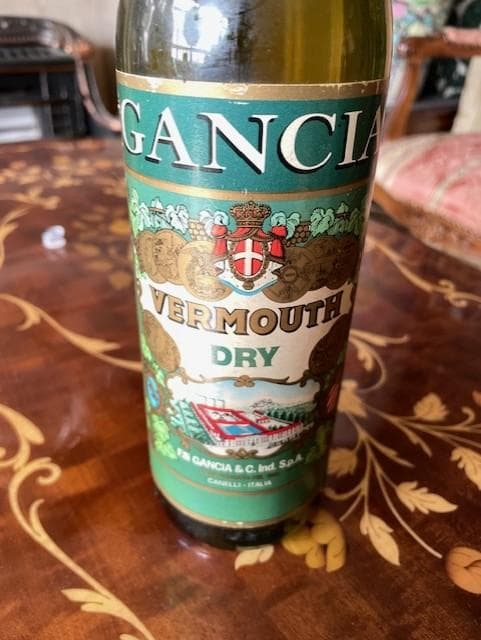 GANCIA
VERMOUTH
DRY
F.lli GANCIA & C. Ind. S.p.A.
CANELLI - ITALIA